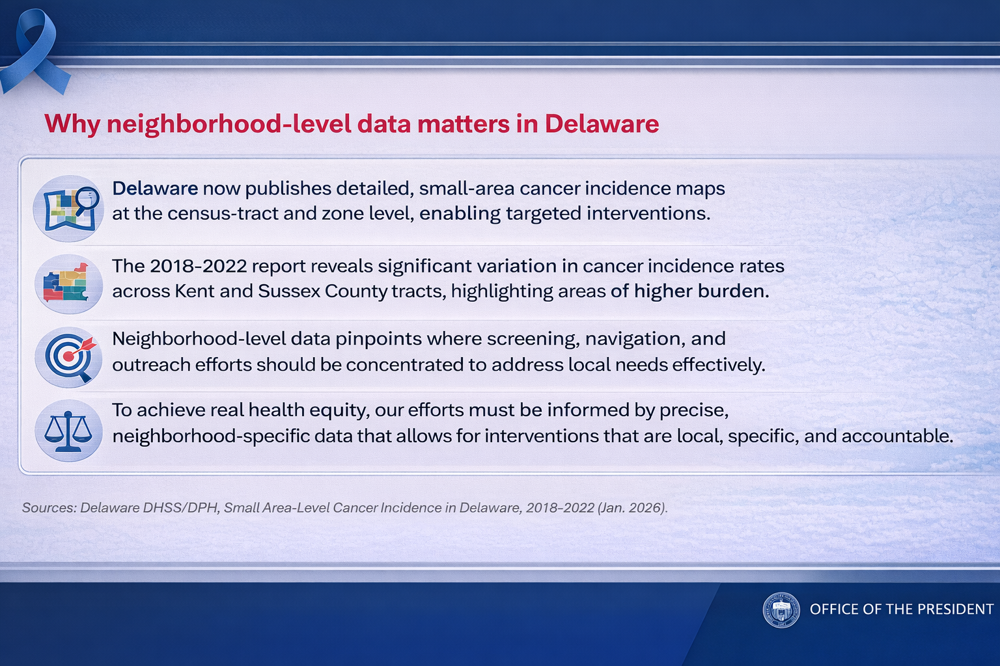 Why neighborhood-level data matters in Delaware
Delaware now publishes detailed, small-area cancer incidence maps
at the census-tract and zone level, enabling targeted interventions.
The 2018-2022 report reveals significant variation in cancer incidence rates
across Kent and Sussex County tracts, highlighting areas of higher burden.
Neighborhood-level data pinpoints where screening, navigation, and
outreach efforts should be concentrated to address local needs effectively.
To achieve real health equity, our efforts must be informed by precise,
neighborhood-specific data that allows for interventions that are local, specific, and accountable.
Sources: Delaware DHSS/DPH, Small Area-Level Cancer Incidence in Delaware, 2018–2022 (Jan. 2026).
OFFICE OF THE PRESIDENT